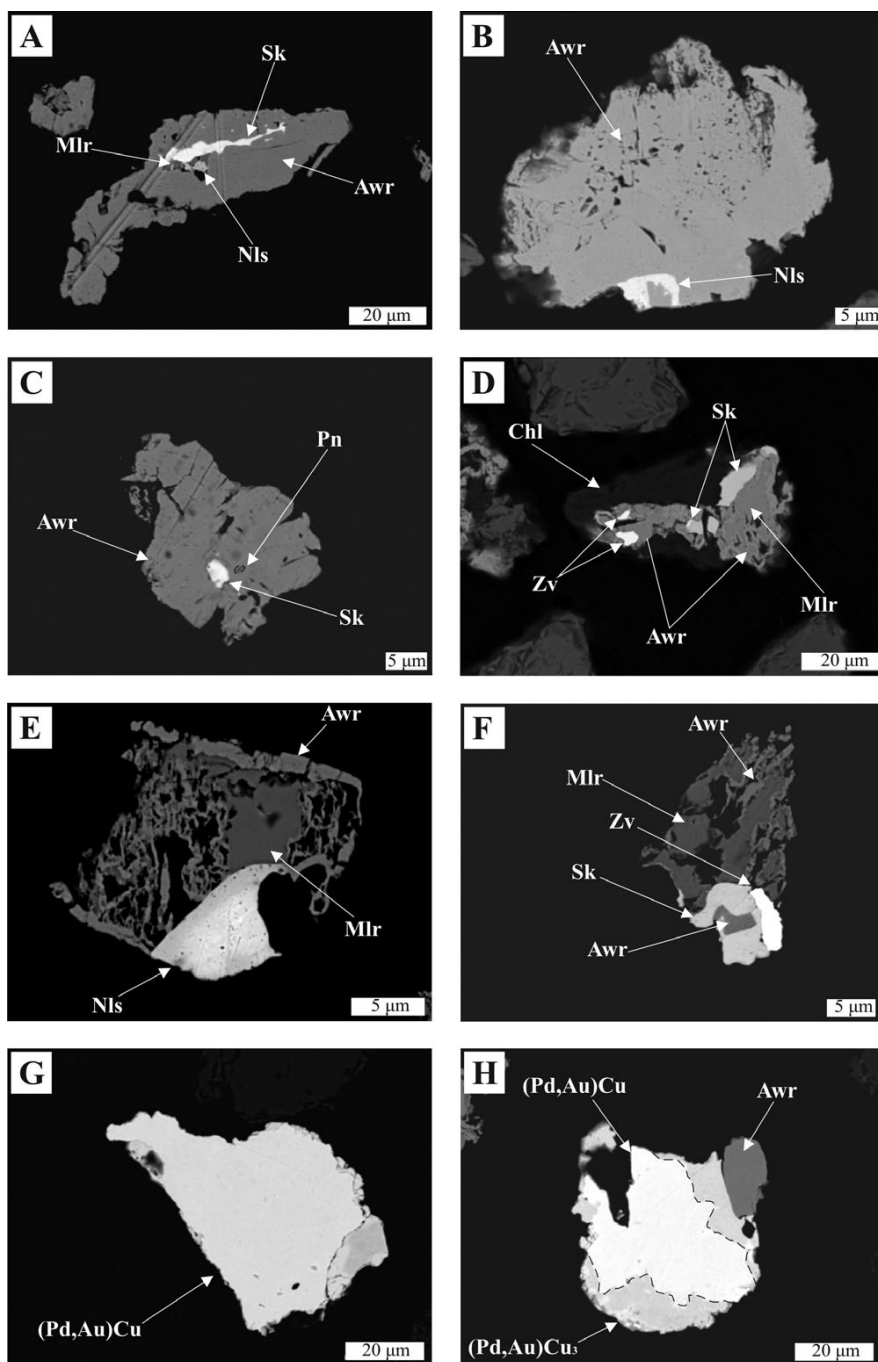 A
Sk
Mlr
Awr
Nls
20 μm
B
Awr
Nls
5 μm
C
Pn
Awr
Sk
5 μm
D
Sk
Chl
Zv
Awr
Mlr
20 μm
E
Awr
Mlr
Nls
5 μm
F
Awr
Mlr
Zv
Sk
Awr
5 μm
G
(Pd,Au)Cu
20 μm
H
(Pd,Au)Cu
Awr
(Pd,Au)Cu₃
20 μm